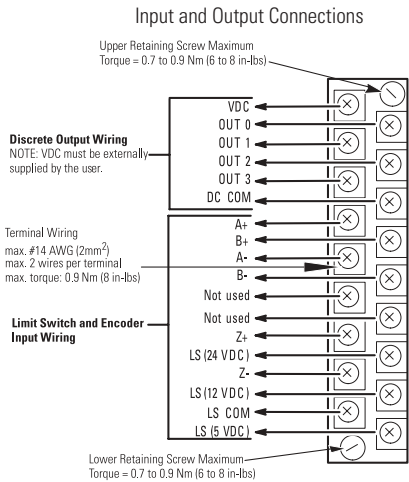 Input and Output Connections
Upper Retaining Screw Maximum
Torque = 0.7 to 0.9 Nm (6 to 8 in-lbs)
VDC
OUT 0
Discrete Output Wiring
NOTE: VDC must be externally
supplied by the user.
OUT 1
OUT 2
OUT 3
DC COM
A+
B+
A-
B-
Terminal Wiring
max. #14 AWG (2mm²)
max. 2 wires per terminal
max. torque: 0.9 Nm (8 in-lbs)
Not used
Not used
Limit Switch and Encoder
Input Wiring
Z+
LS (24 VDC)
Z-
LS (12 VDC)
LS COM
LS (5 VDC)
Lower Retaining Screw Maximum
Torque = 0.7 to 0.9 Nm (6 to 8 in-lbs)